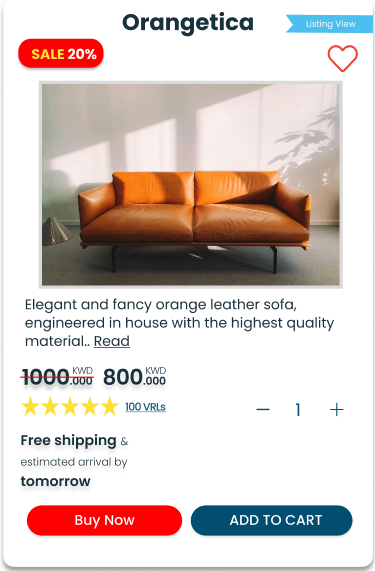 Orangetica
Listing View
SALE 20%
Elegant and fancy orange leather sofa,
engineered in house with the highest quality
material.. Read
1000.000 KWD 800.000 KWD
100 VRLs
1
Free shipping &
estimated arrival by
tomorrow
Buy Now
ADD TO CART